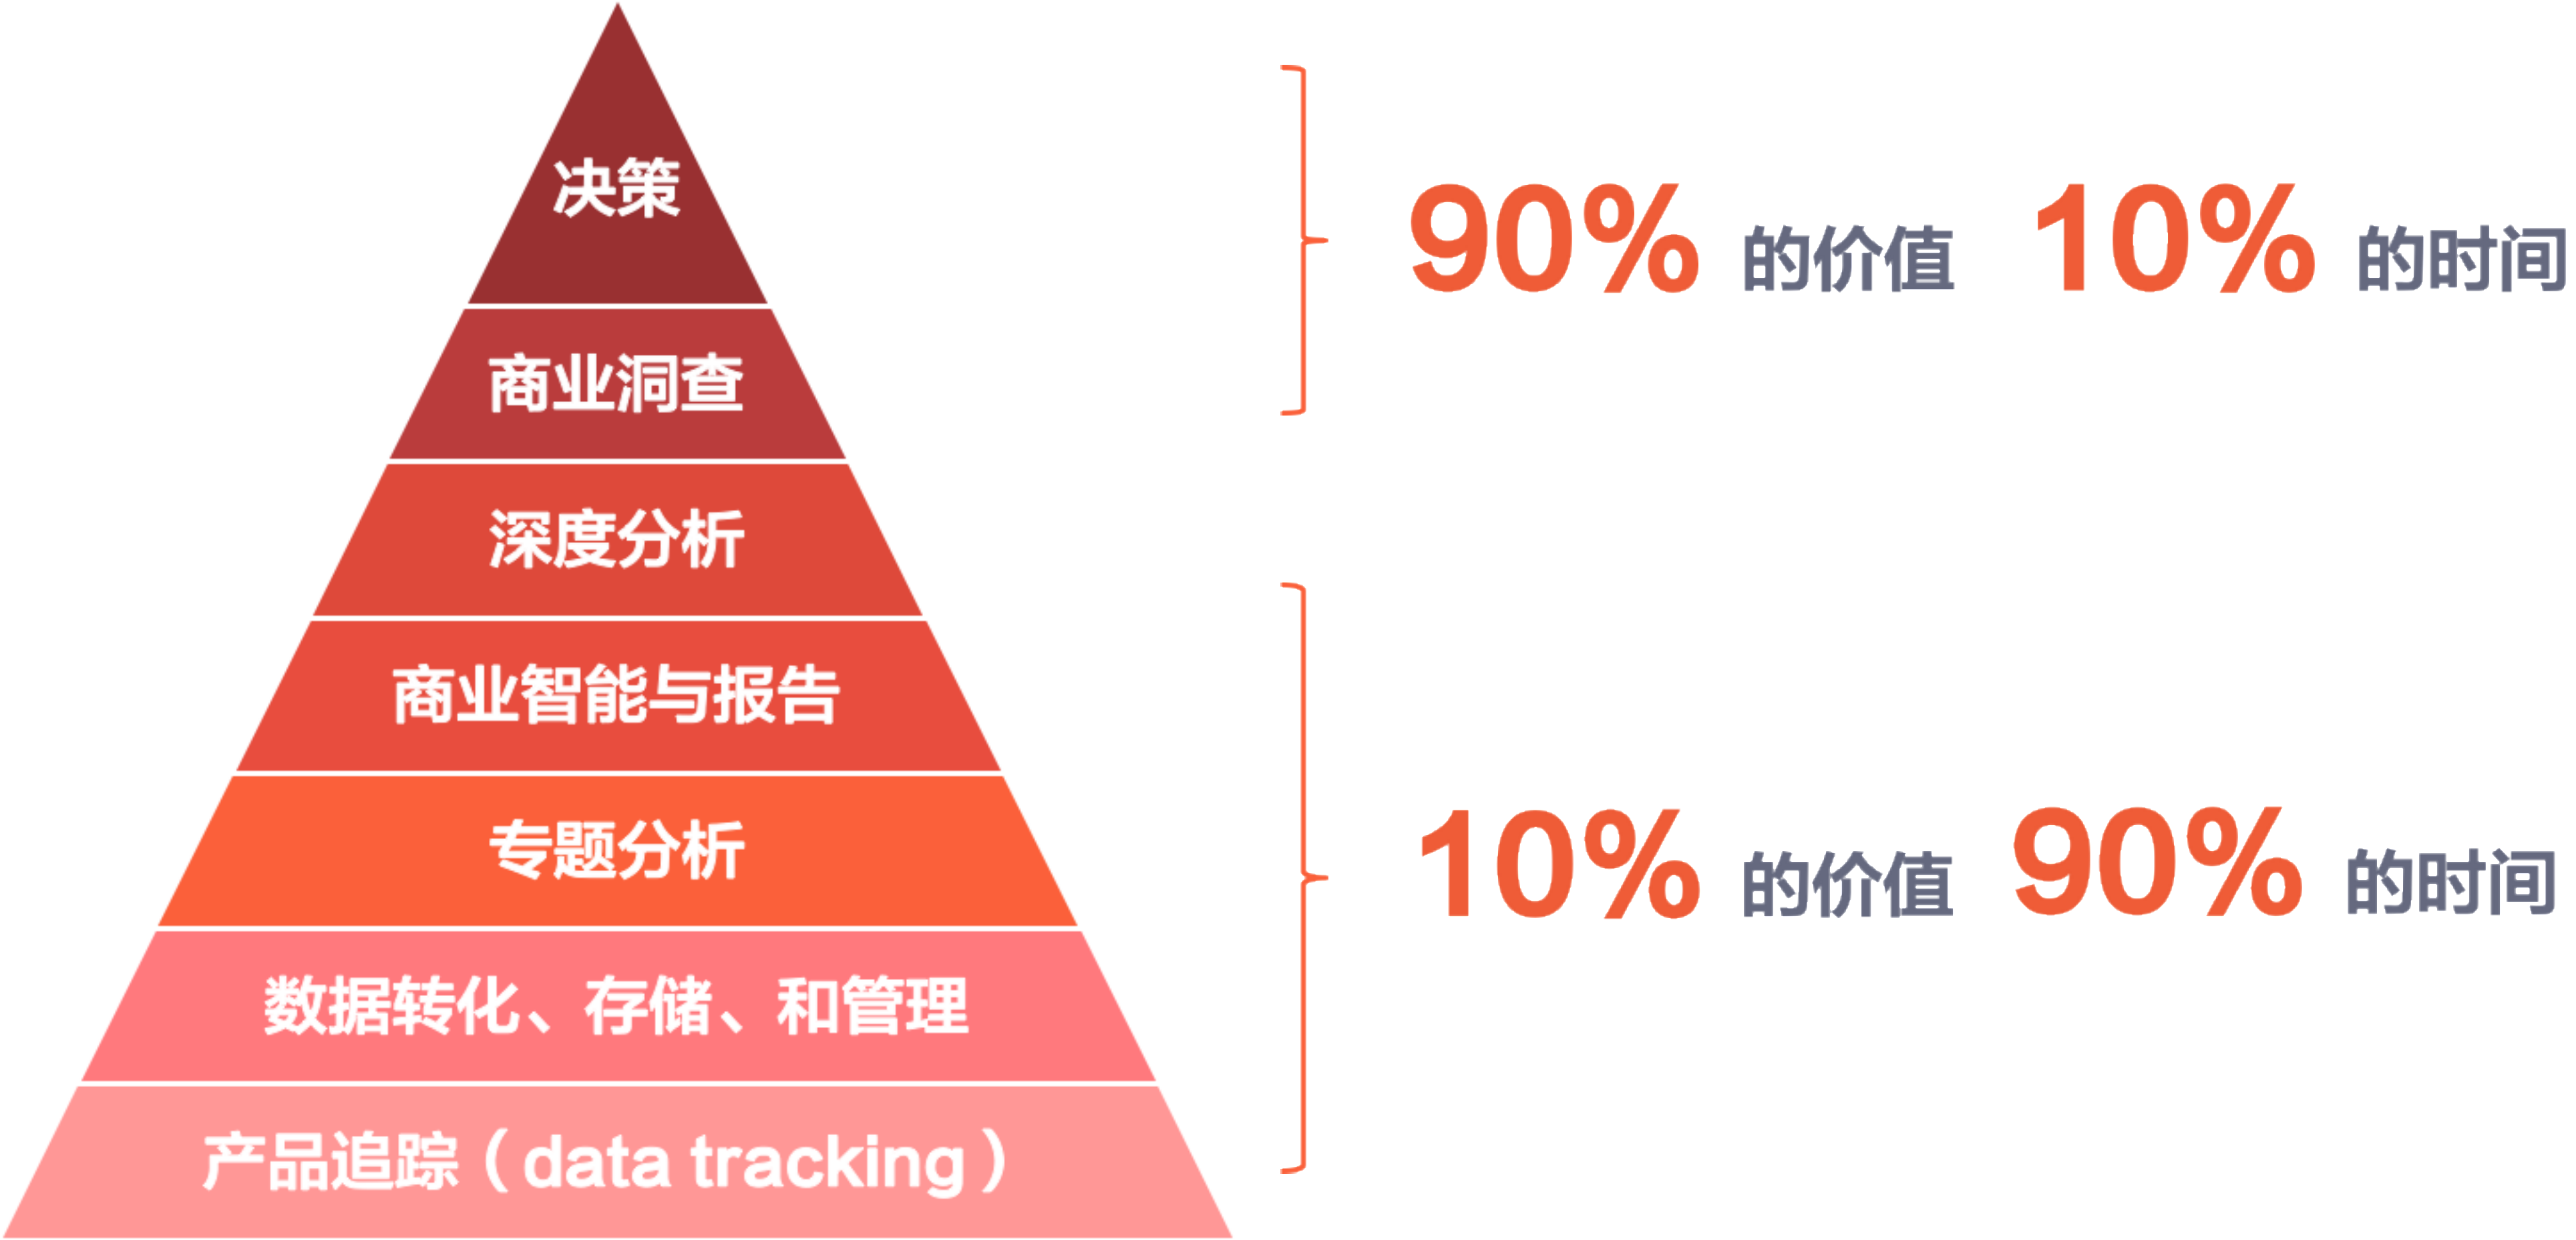 决策
90% 的价值 10% 的时间
商业洞查
深度分析
商业智能与报告
专题分析
10% 的价值 90% 的时间
数据转化、存储、和管理
产品追踪（data tracking）